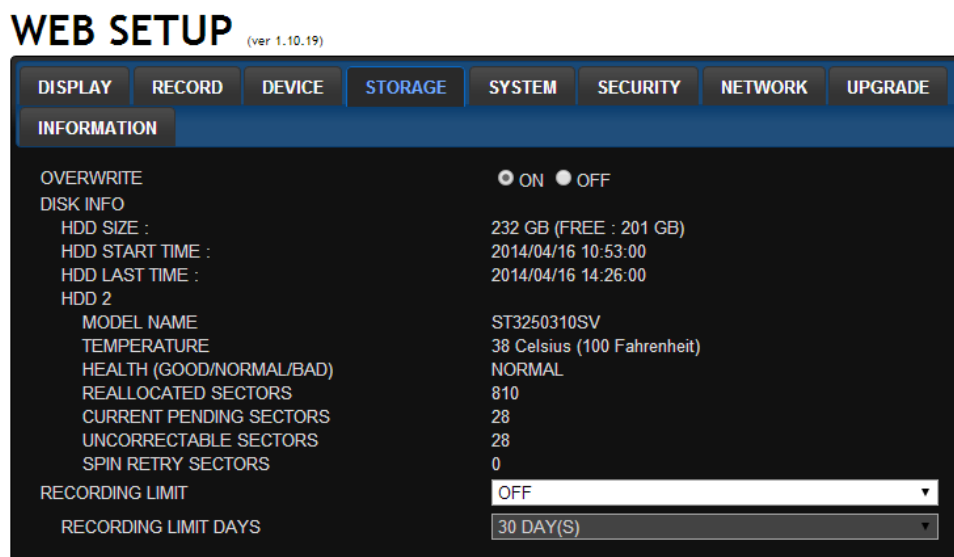 WEB SETUP (ver 1.10.19)
DISPLAY RECORD DEVICE STORAGE SYSTEM SECURITY NETWORK UPGRADE
INFORMATION
OVERWRITE ON OFF
DISK INFO
HDD SIZE : 232 GB (FREE : 201 GB)
HDD START TIME : 2014/04/16 10:53:00
HDD LAST TIME : 2014/04/16 14:26:00
HDD 2
MODEL NAME ST3250310SV
TEMPERATURE 38 Celsius (100 Fahrenheit)
HEALTH (GOOD/NORMAL/BAD) NORMAL
REALLOCATED SECTORS 810
CURRENT PENDING SECTORS 28
UNCORRECTABLE SECTORS 28
SPIN RETRY SECTORS 0
RECORDING LIMIT OFF
RECORDING LIMIT DAYS 30 DAY(S)